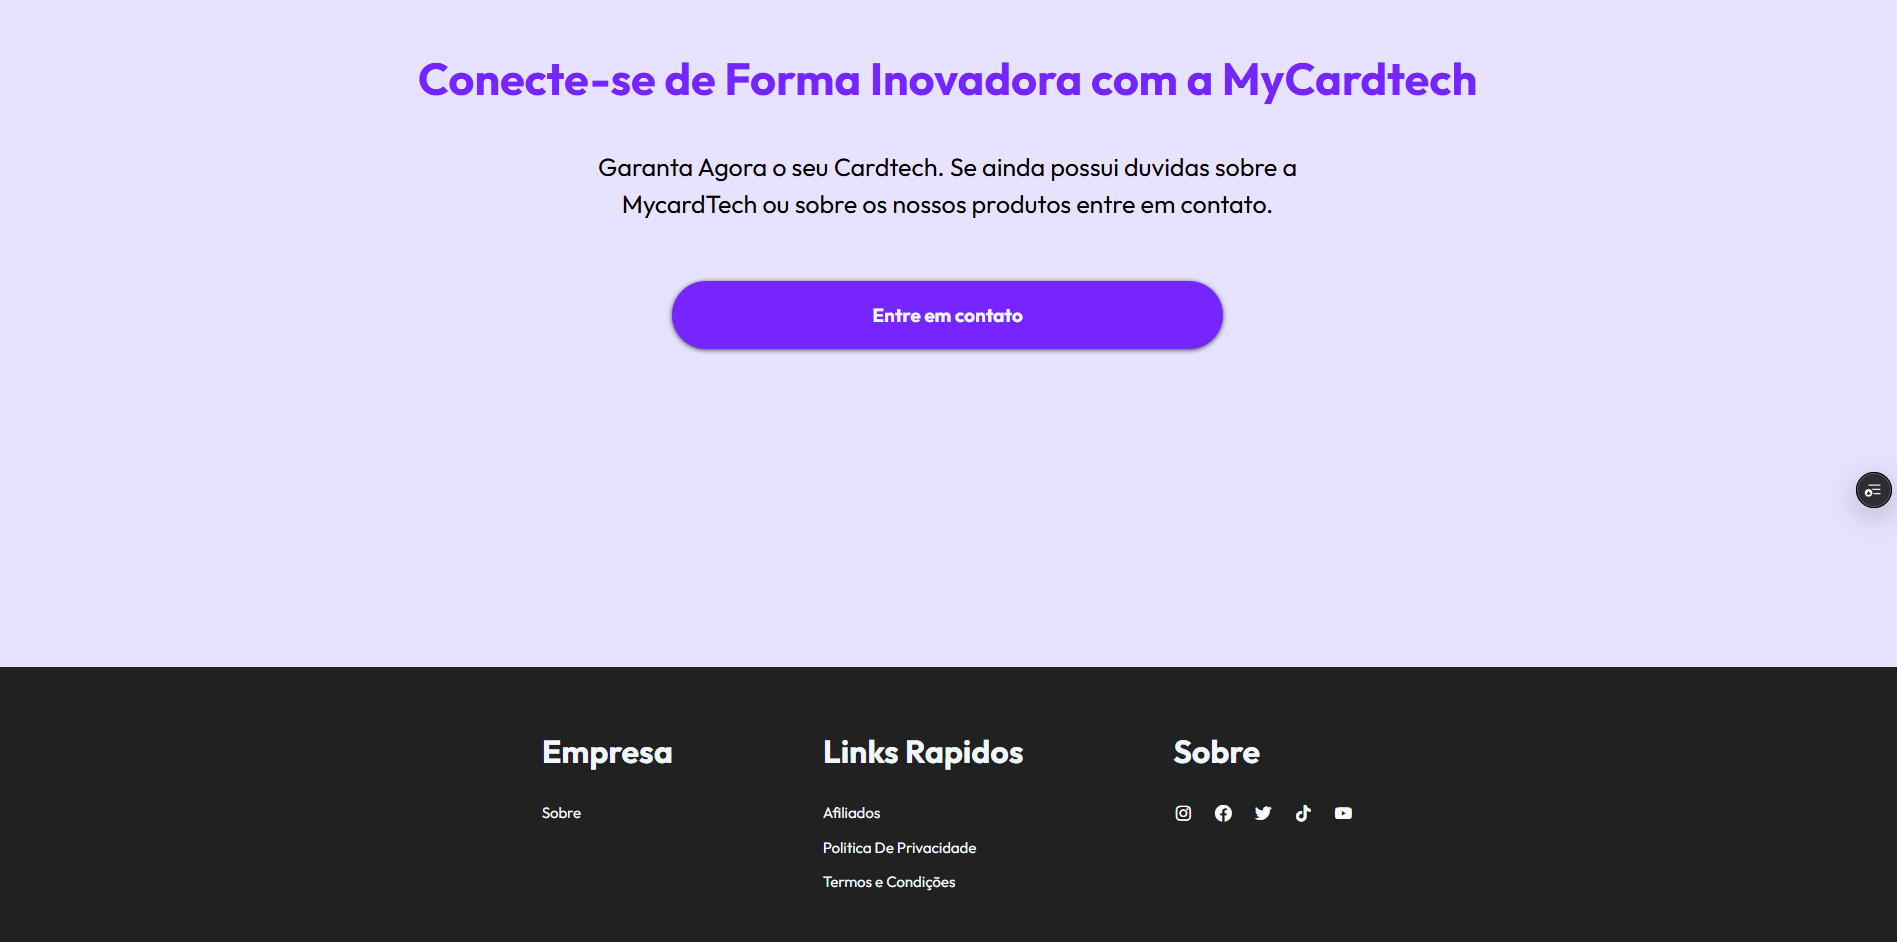 Conecte-se de Forma Inovadora com a MyCardtech
Garanta Agora o seu Cardtech. Se ainda possui duvidas sobre a
MycardTech ou sobre os nossos produtos entre em contato.
Entre em contato
Empresa
Sobre
Links Rapidos
Afiliados
Politica De Privacidade
Termos e Condições
Sobre